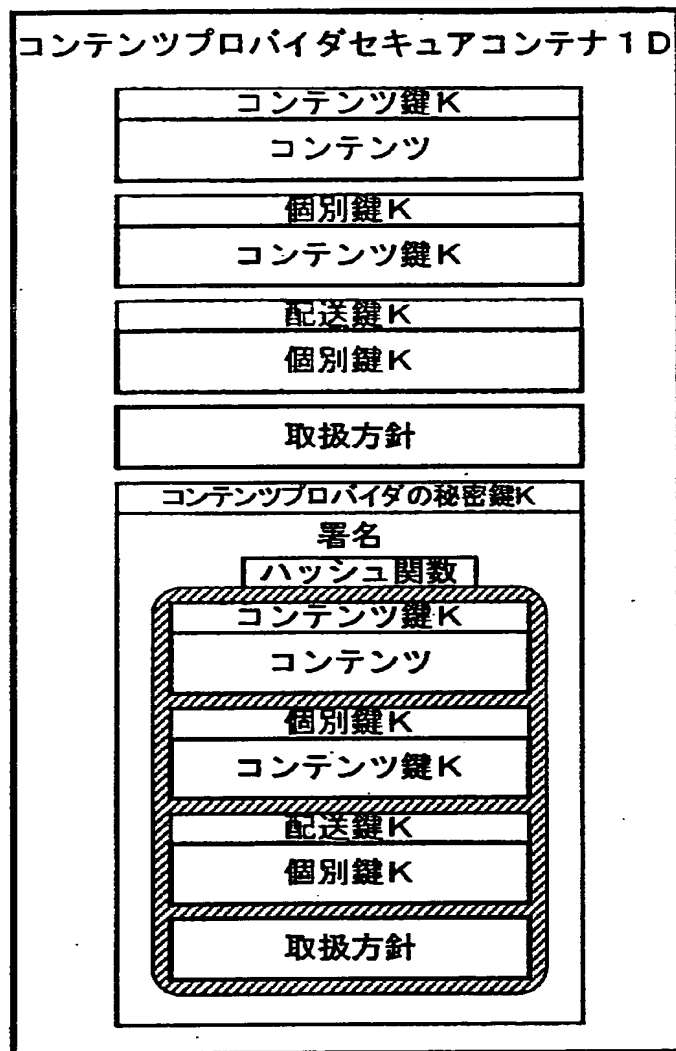 コンテンツプロバイダセキュアコンテナ1D
コンテンツ鍵K
コンテンツ
個別鍵K
コンテンツ鍵K
配送鍵K
個別鍵K
取扱方針
コンテンツプロバイダの秘密鍵K
署名
ハッシュ関数
コンテンツ鍵K
コンテンツ
個別鍵K
コンテンツ鍵K
配送鍵K
個別鍵K
取扱方針